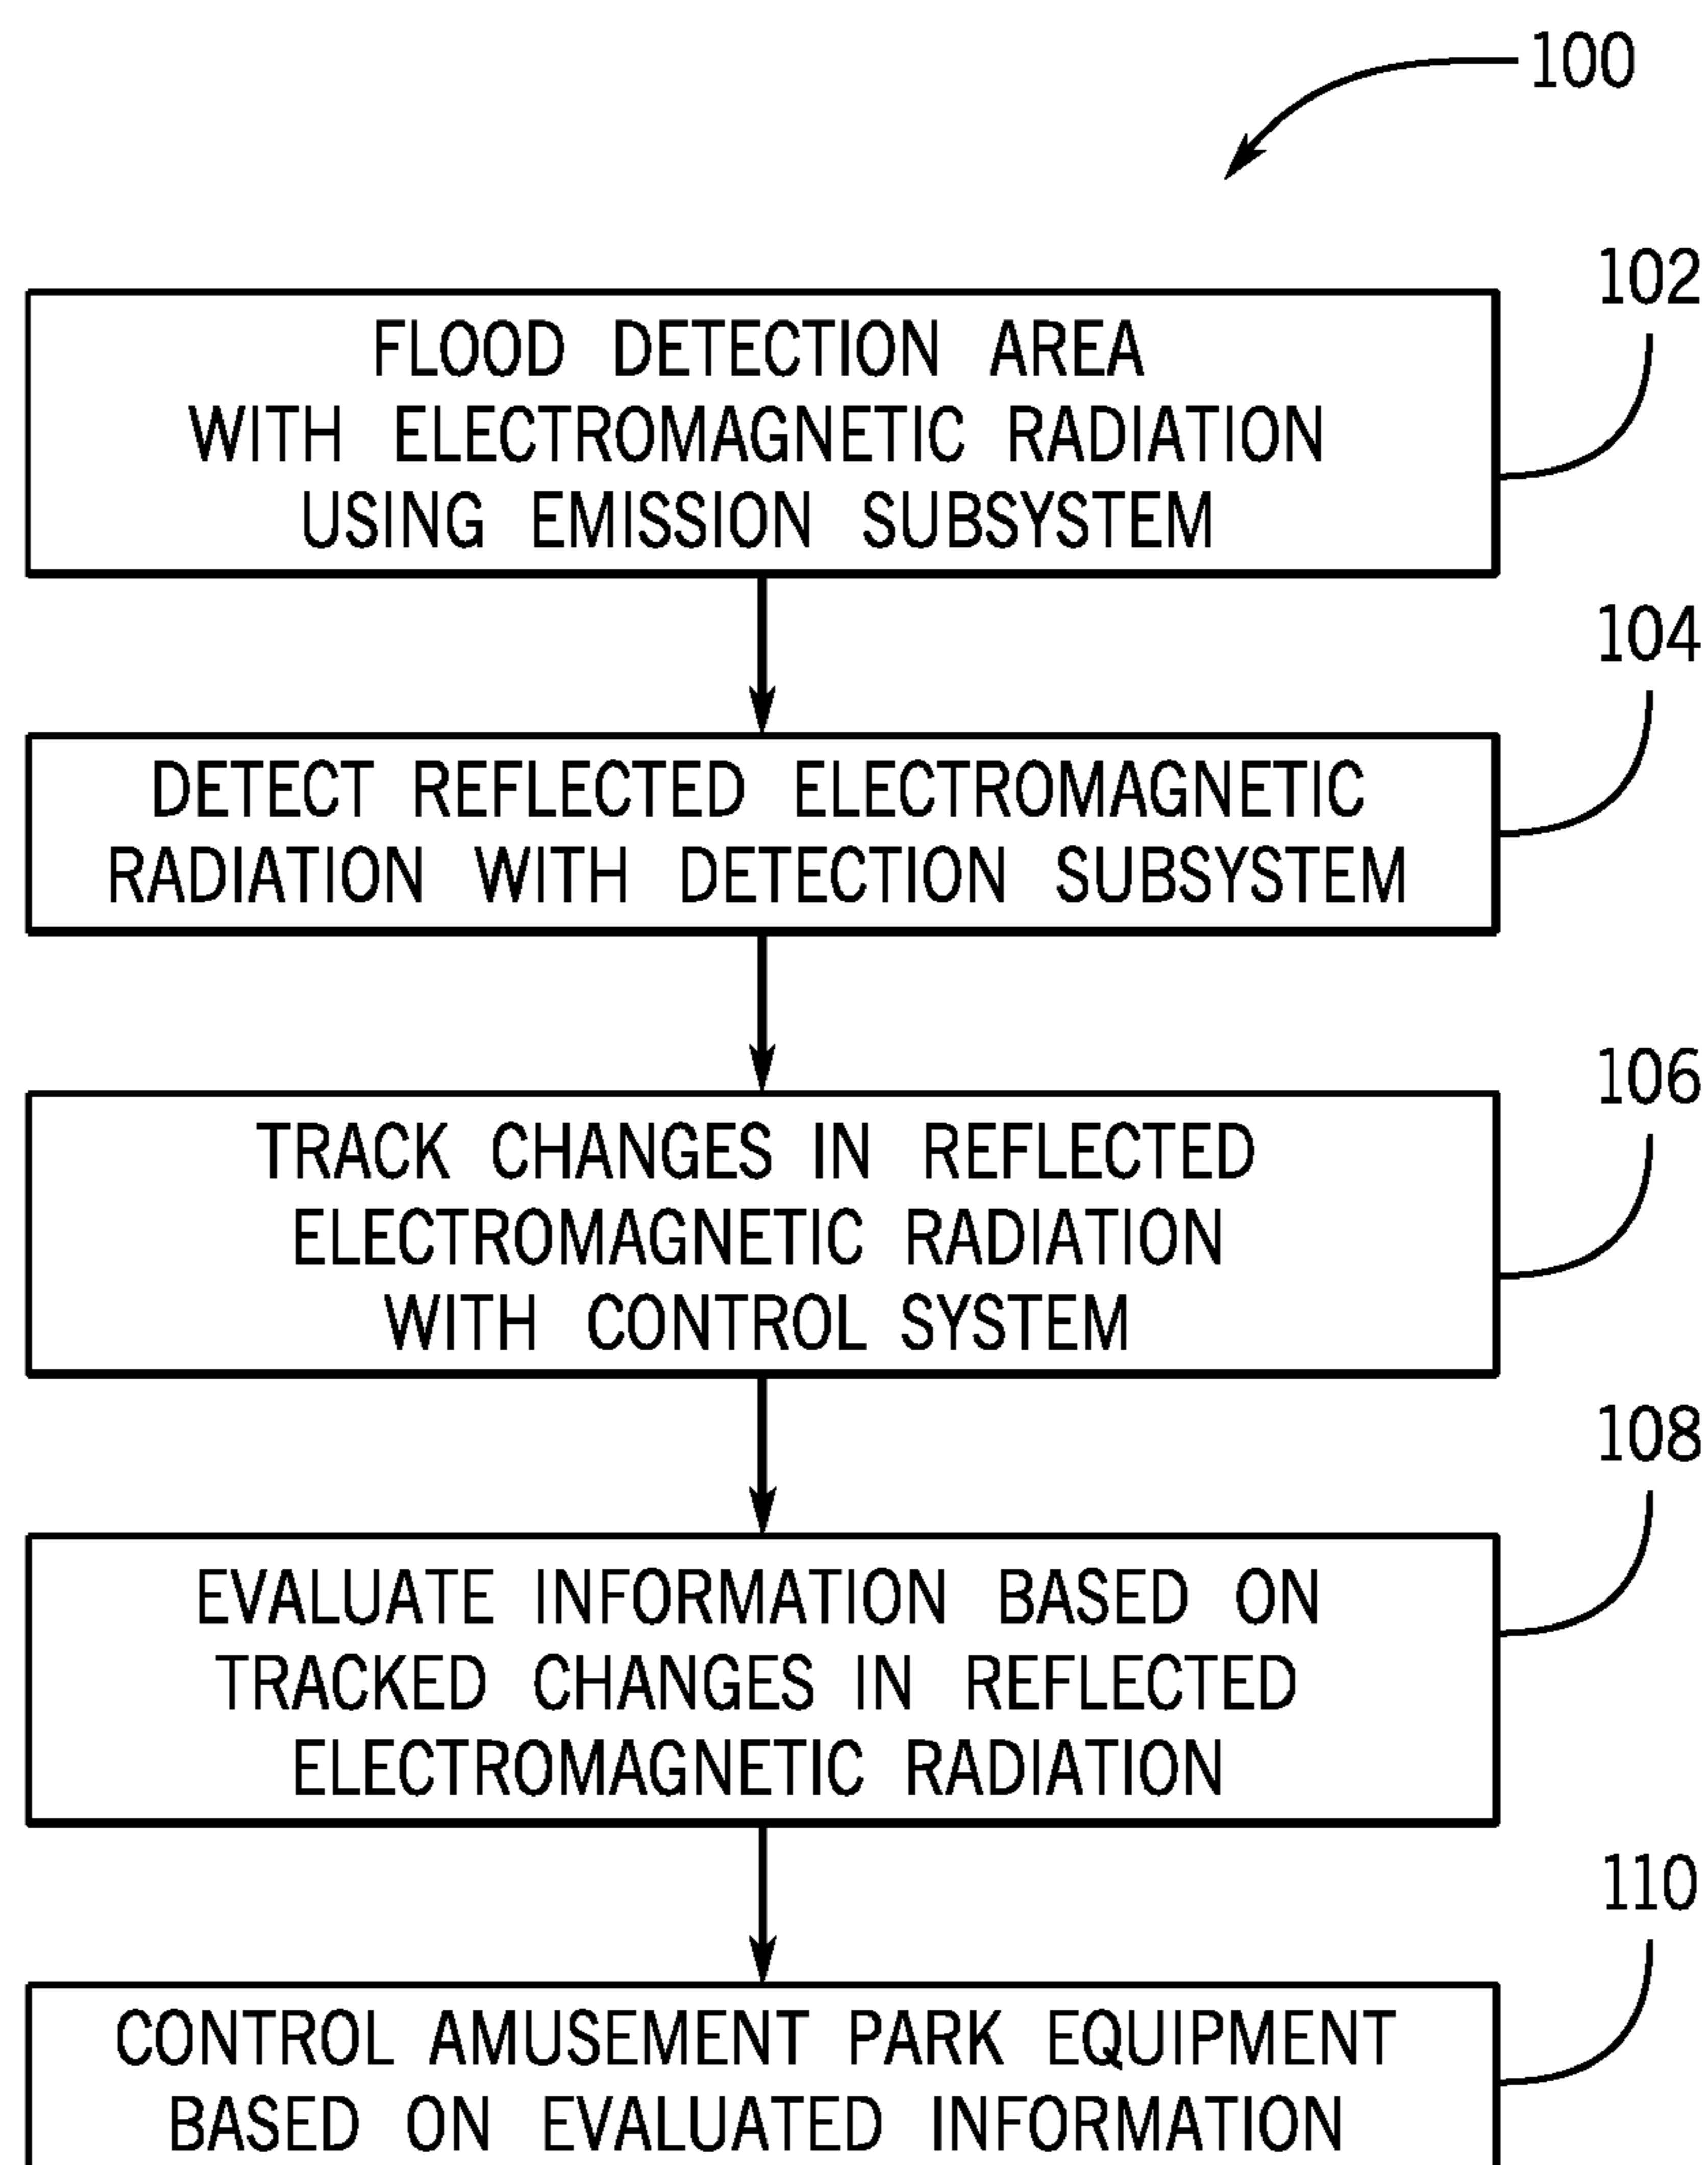 100
102
FLOOD DETECTION AREA
WITH ELECTROMAGNETIC RADIATION
USING EMISSION SUBSYSTEM
104
DETECT REFLECTED ELECTROMAGNETIC
RADIATION WITH DETECTION SUBSYSTEM
106
TRACK CHANGES IN REFLECTED
ELECTROMAGNETIC RADIATION
WITH CONTROL SYSTEM
108
EVALUATE INFORMATION BASED ON
TRACKED CHANGES IN REFLECTED
ELECTROMAGNETIC RADIATION
110
CONTROL AMUSEMENT PARK EQUIPMENT
BASED ON EVALUATED INFORMATION